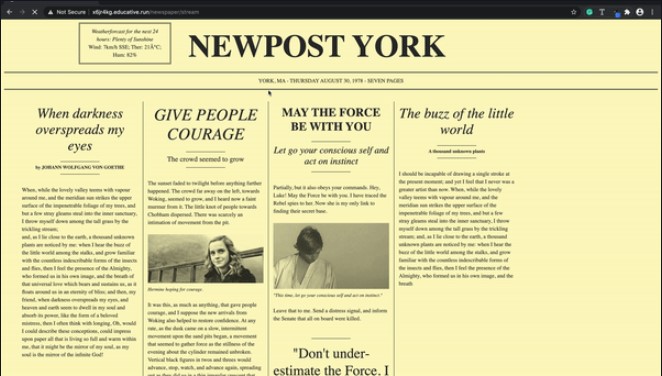 Not Secure
x6jr4kg.educative.run/newspaper/stream
Weatherforcast for the next 24
hours: Plenty of Sunshine
Wind: 7km/h SSE; Ther: 21°C;
Hum: 82%
NEWPOST YORK
YORK, MA - THURSDAY AUGUST 30, 1978 - SEVEN PAGES
When darkness
overspreads my
eyes
by JOHANN WOLFGANG VON GOETHE
When, while the lovely valley teems with vapour
around me, and the meridian sun strikes the upper
surface of the impenetrable foliage of my trees, and
but a few stray gleams steal into the inner sanctuary, I
throw myself down among the tall grass by the
trickling stream;
and, as I lie close to the earth, a thousand unknown
plants are noticed by me: when I hear the buzz of
the little world among the stalks, and grow familiar
with the countless indescribable forms of the insects
and flies, then I feel the presence of the Almighty,
who formed us in his own image, and the breath of
that universal love which bears and sustains us, as it
floats around us in an eternity of bliss; and then, my
friend, when darkness overspreads my eyes, and
heaven and earth seem to dwell in my soul and
absorb its power, like the form of a beloved
mistress, then I often think with longing, Oh, would
I could describe these conceptions, could impress
upon paper all that is living so full and warm within
me, that it might be the mirror of my soul, as my
soul is the mirror of the infinite God!
GIVE PEOPLE
COURAGE
The crowd seemed to grow
The sunset faded to twilight before anything further
happened. The crowd far away on the left, towards
Woking, seemed to grow, and I heard now a faint
murmur from it. The little knot of people towards
Chobham dispersed. There was scarcely an
intimation of movement from the pit.
Hermine hoping for courage.
It was this, as much as anything, that gave people
courage, and I suppose the new arrivals from
Woking also helped to restore confidence. At any
rate, as the dusk came on a slow, intermittent
movement upon the sand pits began, a movement
that seemed to gather force as the stillness of the
evening about the cylinder remained unbroken.
Vertical black figures in twos and threes would
advance, stop, watch, and advance again, spreading
out as they did so in a thin irregular crescent that
MAY THE FORCE
BE WITH YOU
Let go your conscious self and
act on instinct
Partially, but it also obeys your commands. Hey,
Luke! May the Force be with you. I have traced the
Rebel spies to her. Now she is my only link to
finding their secret base.
"This time, let go your conscious self and act on instinct."
Leave that to me. Send a distress signal, and inform
the Senate that all on board were killed.
"Don't under-
estimate the Force. I
The buzz of the little
world
A thousand unknown plants
I should be incapable of drawing a single stroke at
the present moment; and yet I feel that I never was a
greater artist than now. When, while the lovely
valley teems with vapour around me, and the
meridian sun strikes the upper surface of the
impenetrable foliage of my trees, and but a few stray
gleams steal into the inner sanctuary, I throw
myself down among the tall grass by the trickling
stream; and, as I lie close to the earth, a thousand
unknown plants are noticed by me: when I hear the
buzz of the little world among the stalks, and grow
familiar with the countless indescribable forms of
the insects and flies, then I feel the presence of the
Almighty, who formed us in his own image, and the
breath